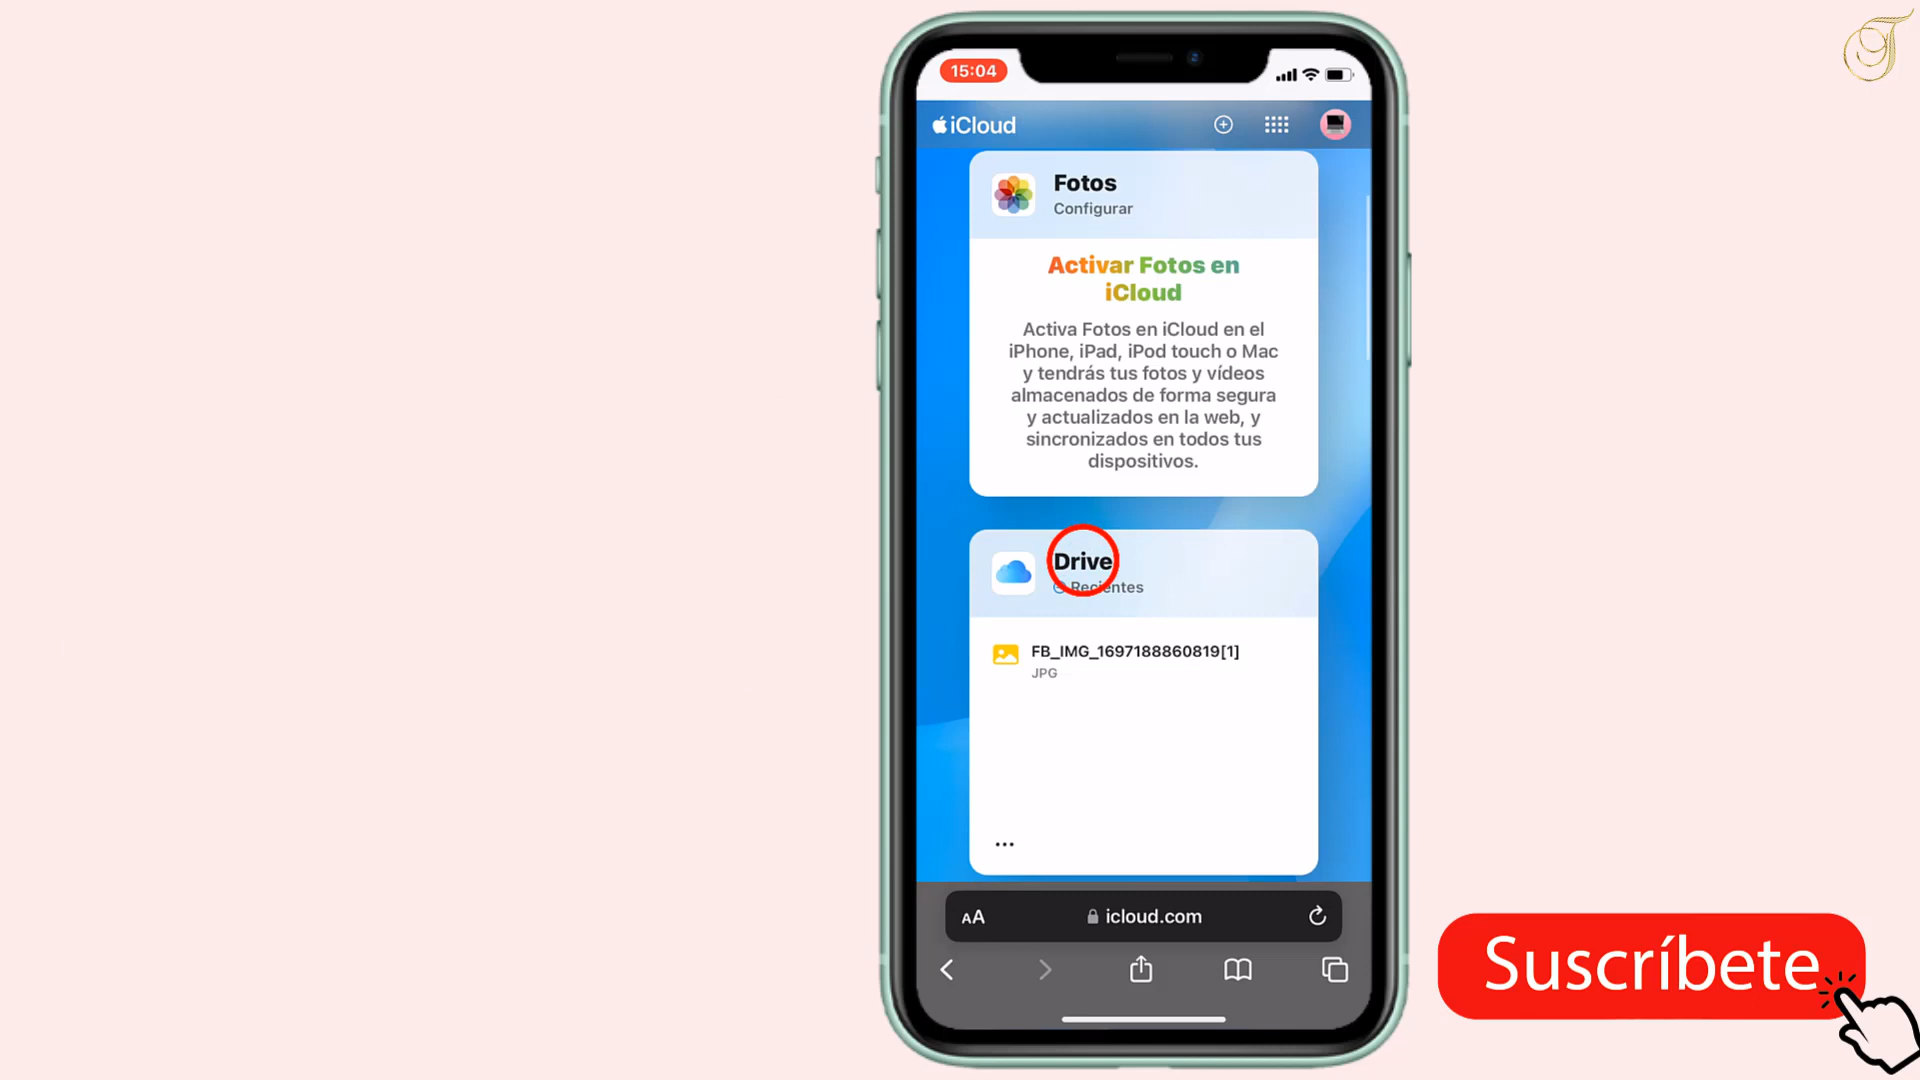 15:04
iCloud
Fotos
Configurar
Activar Fotos en
iCloud
Activa Fotos en iCloud en el
iPhone, iPad, iPod touch o Mac
y tendrás tus fotos y vídeos
almacenados de forma segura
y actualizados en la web, y
sincronizados en todos tus
dispositivos.
Drive
Recientes
FB_IMG_1697188860819[1]
JPG
...
AA icloud.com
Suscríbete